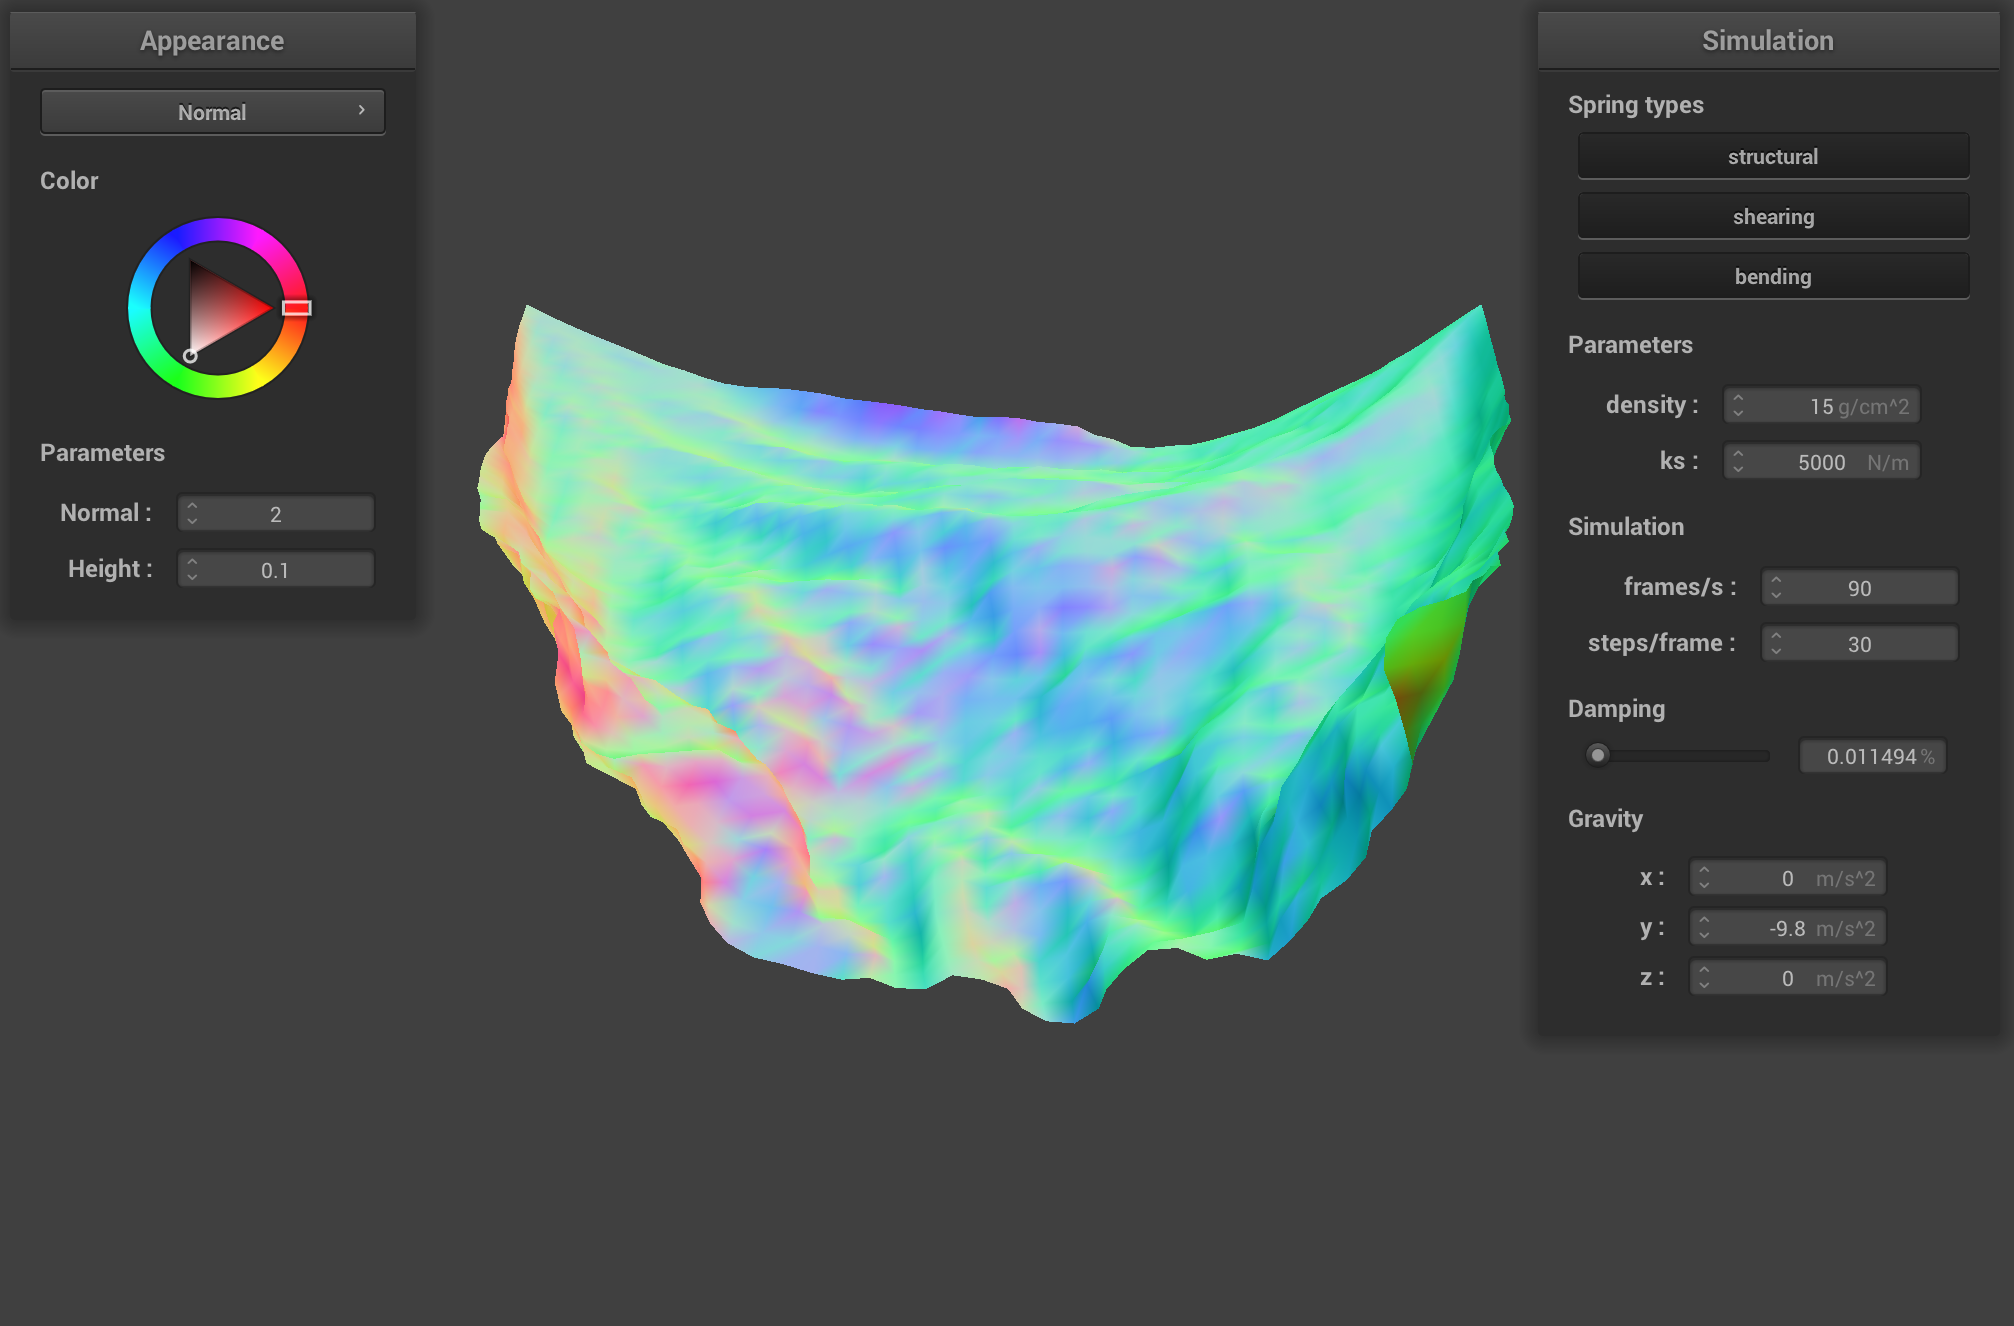 Appearance
Normal
Color
Parameters
Normal : 2
Height : 0.1
Simulation
Spring types
structural
shearing
bending
Parameters
density : 15 g/cm^2
ks : 5000 N/m
Simulation
frames/s : 90
steps/frame : 30
Damping
0.011494 %
Gravity
x : 0 m/s^2
y : -9.8 m/s^2
z : 0 m/s^2